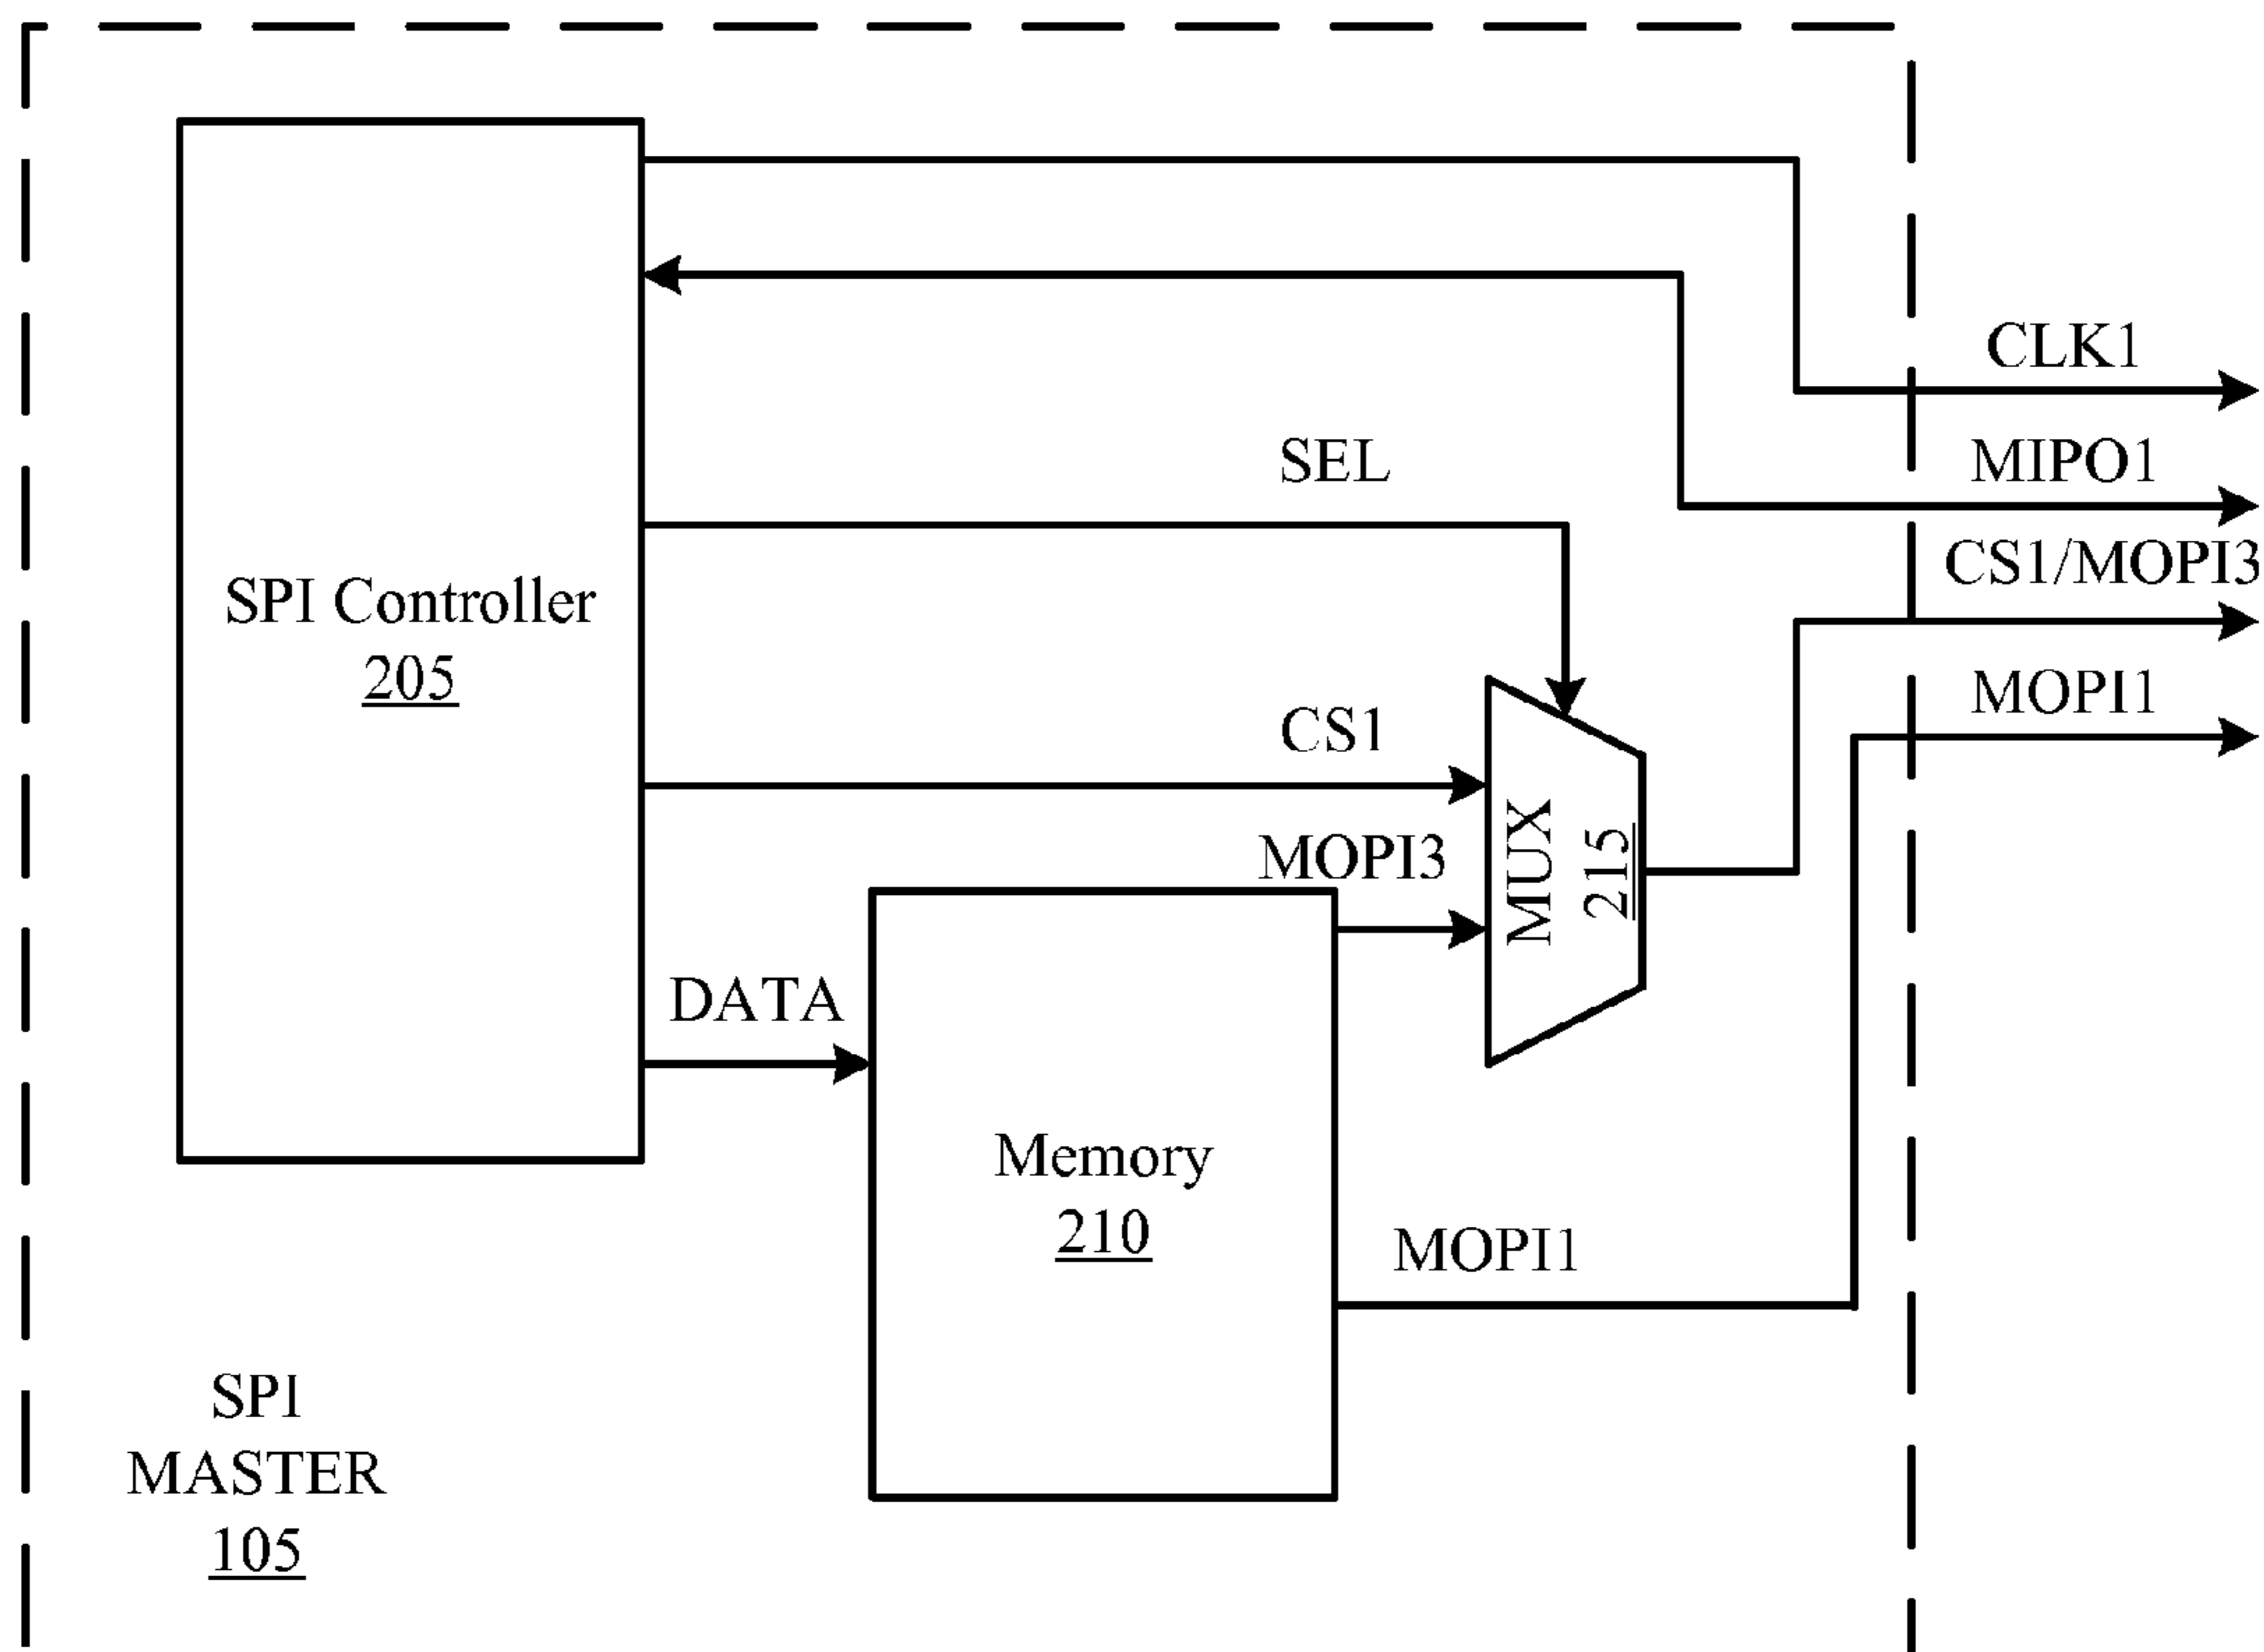 CLK1
SEL
MIPO1
CS1/MOPI3
SPI Controller
205
MOPI1
CS1
MOPI3
MUX
215
DATA
Memory
210
MOPI1
SPI
MASTER
105